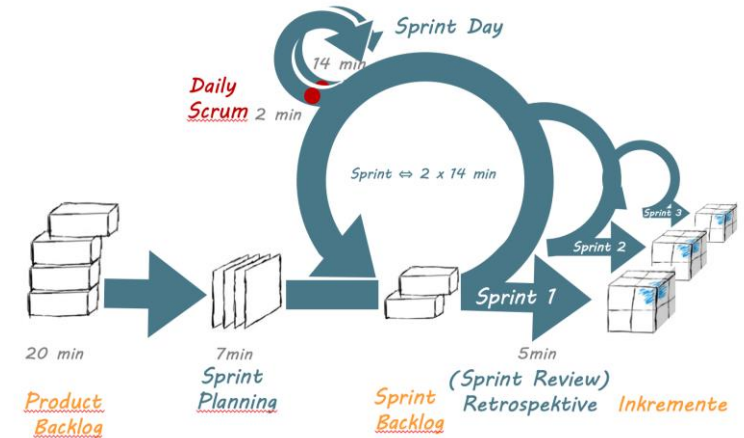 Sprint Day
14 min
Daily
Scrum 2 min
Sprint ⇔ 2 x 14 min
Sprint 3
Sprint 2
Sprint 1
20 min
7min
5min
Product
Backlog
Sprint
Planning
Sprint
Backlog
(Sprint Review)
Retrospektive
Inkremente